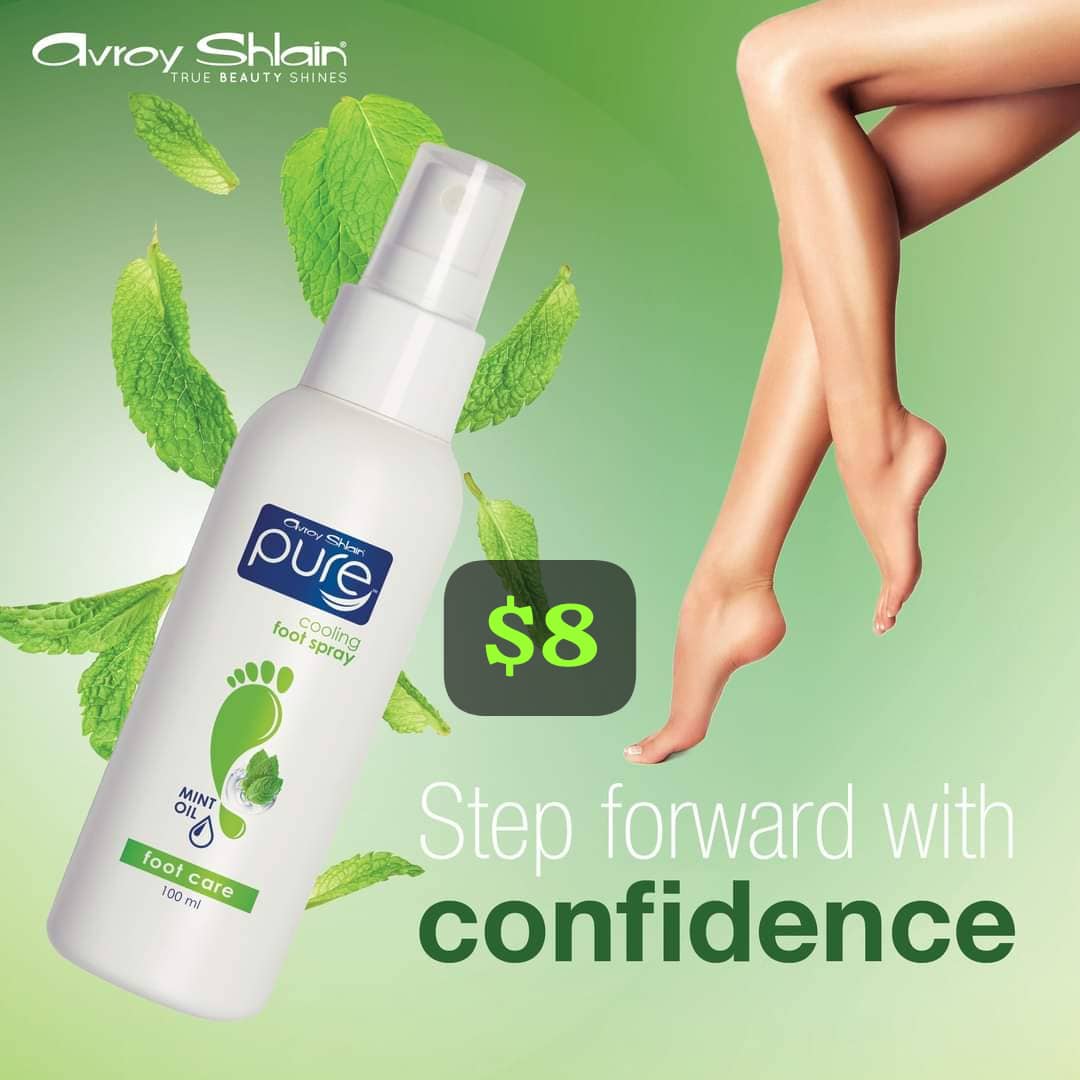 avroy Shlain®
TRUE BEAUTY SHINES
avroy Shlain
pure™
cooling
foot spray
$8
MINT
OIL
foot care
100 ml
Step forward with
confidence